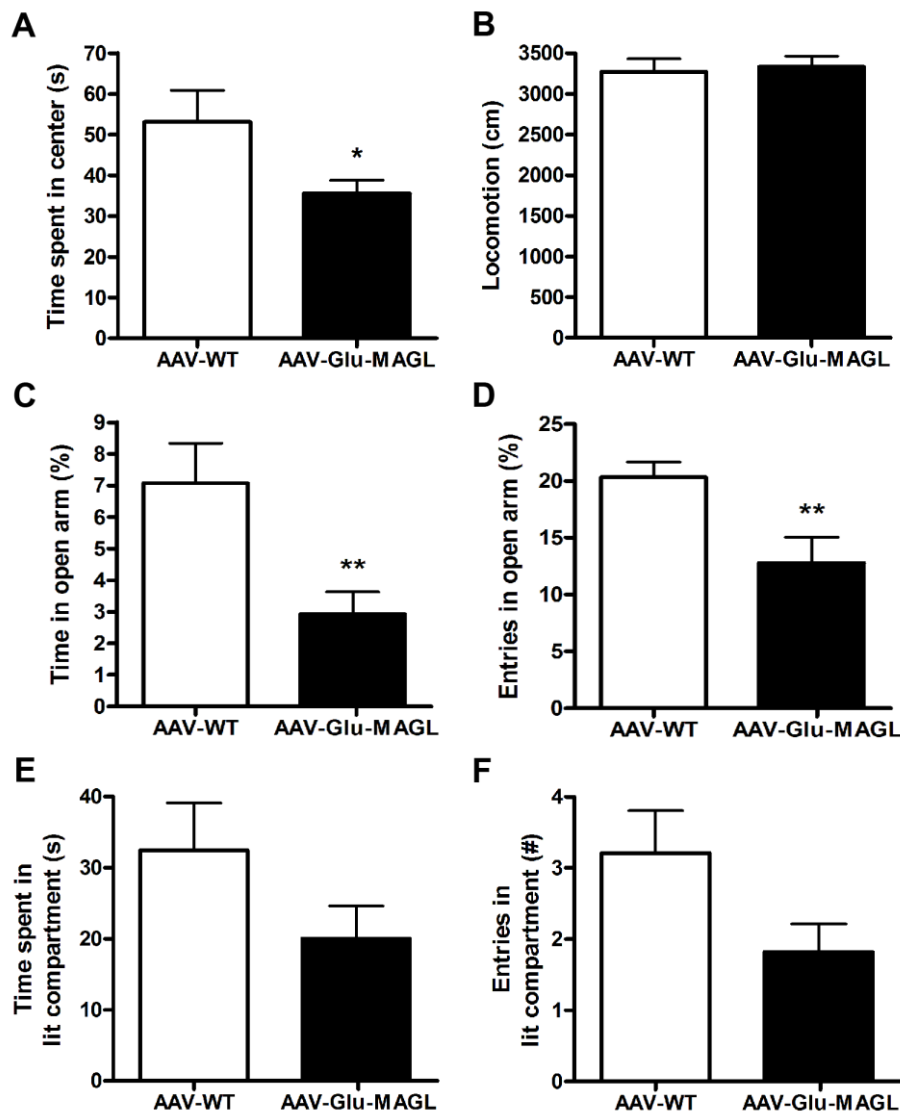 A
Time spent in center (s)
70
60
50
40
30
20
10
0
*
AAV-WT AAV-Glu-MAGL
B
Locomotion (cm)
3500
3000
2500
2000
1500
1000
500
0
AAV-WT AAV-Glu-MAGL
C
Time in open arm (%)
9
8
7
6
5
4
3
2
1
0
**
AAV-WT AAV-Glu-MAGL
D
Entries in open arm (%)
25
20
15
10
5
0
**
AAV-WT AAV-Glu-MAGL
E
Time spent in
lit compartment (s)
40
30
20
10
0
AAV-WT AAV-Glu-MAGL
F
Entries in
lit compartment (#)
4
3
2
1
0
AAV-WT AAV-Glu-MAGL